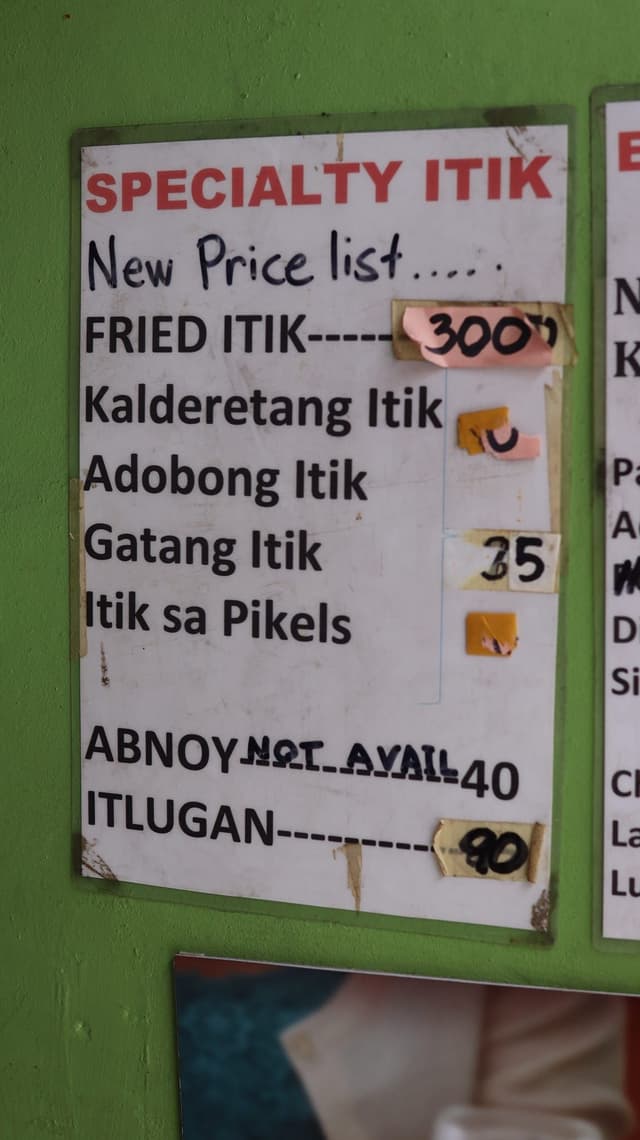 SPECIALTY ITIK
New Price list.....
FRIED ITIK-----300
Kalderetang Itik
Adobong Itik
Gatang Itik 35
Itik sa Pikels
ABNOY NOT AVAIL 40
ITLUGAN----------90